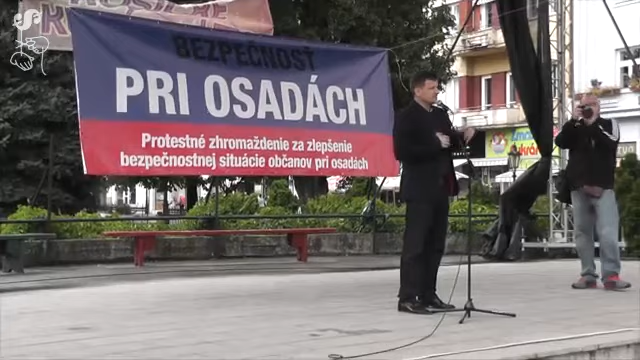 BEZPEČNOSŤ
PRI OSADÁCH
Protestné zhromaždenie za zlepšenie
bezpečnostnej situácie občanov pri osadách